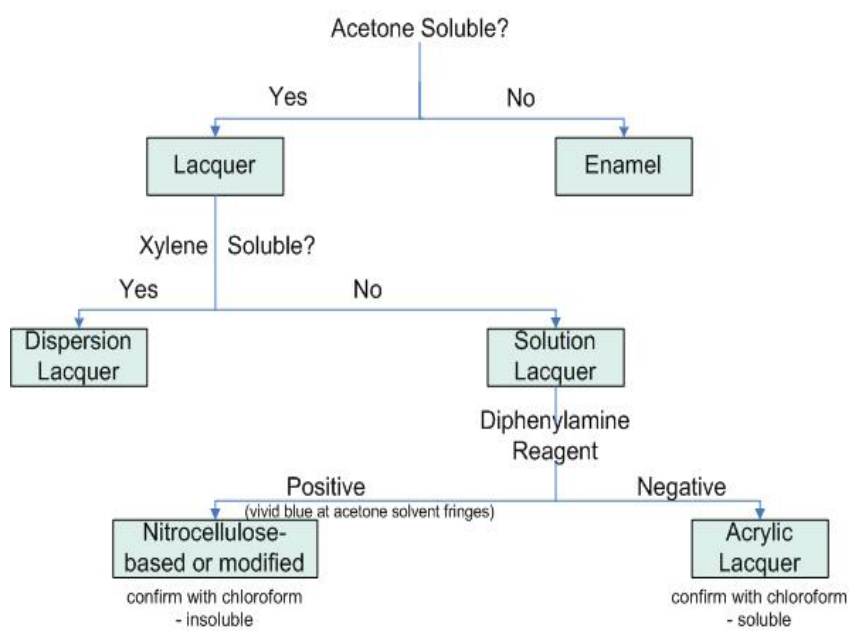 Acetone Soluble?
Yes
No
Lacquer
Enamel
Xylene Soluble?
Yes
No
Dispersion
Lacquer
Solution
Lacquer
Diphenylamine
Reagent
Positive
Negative
(vivid blue at acetone solvent fringes)
Nitrocellulose-
based or modified
Acrylic
Lacquer
confirm with chloroform
- insoluble
confirm with chloroform
- soluble